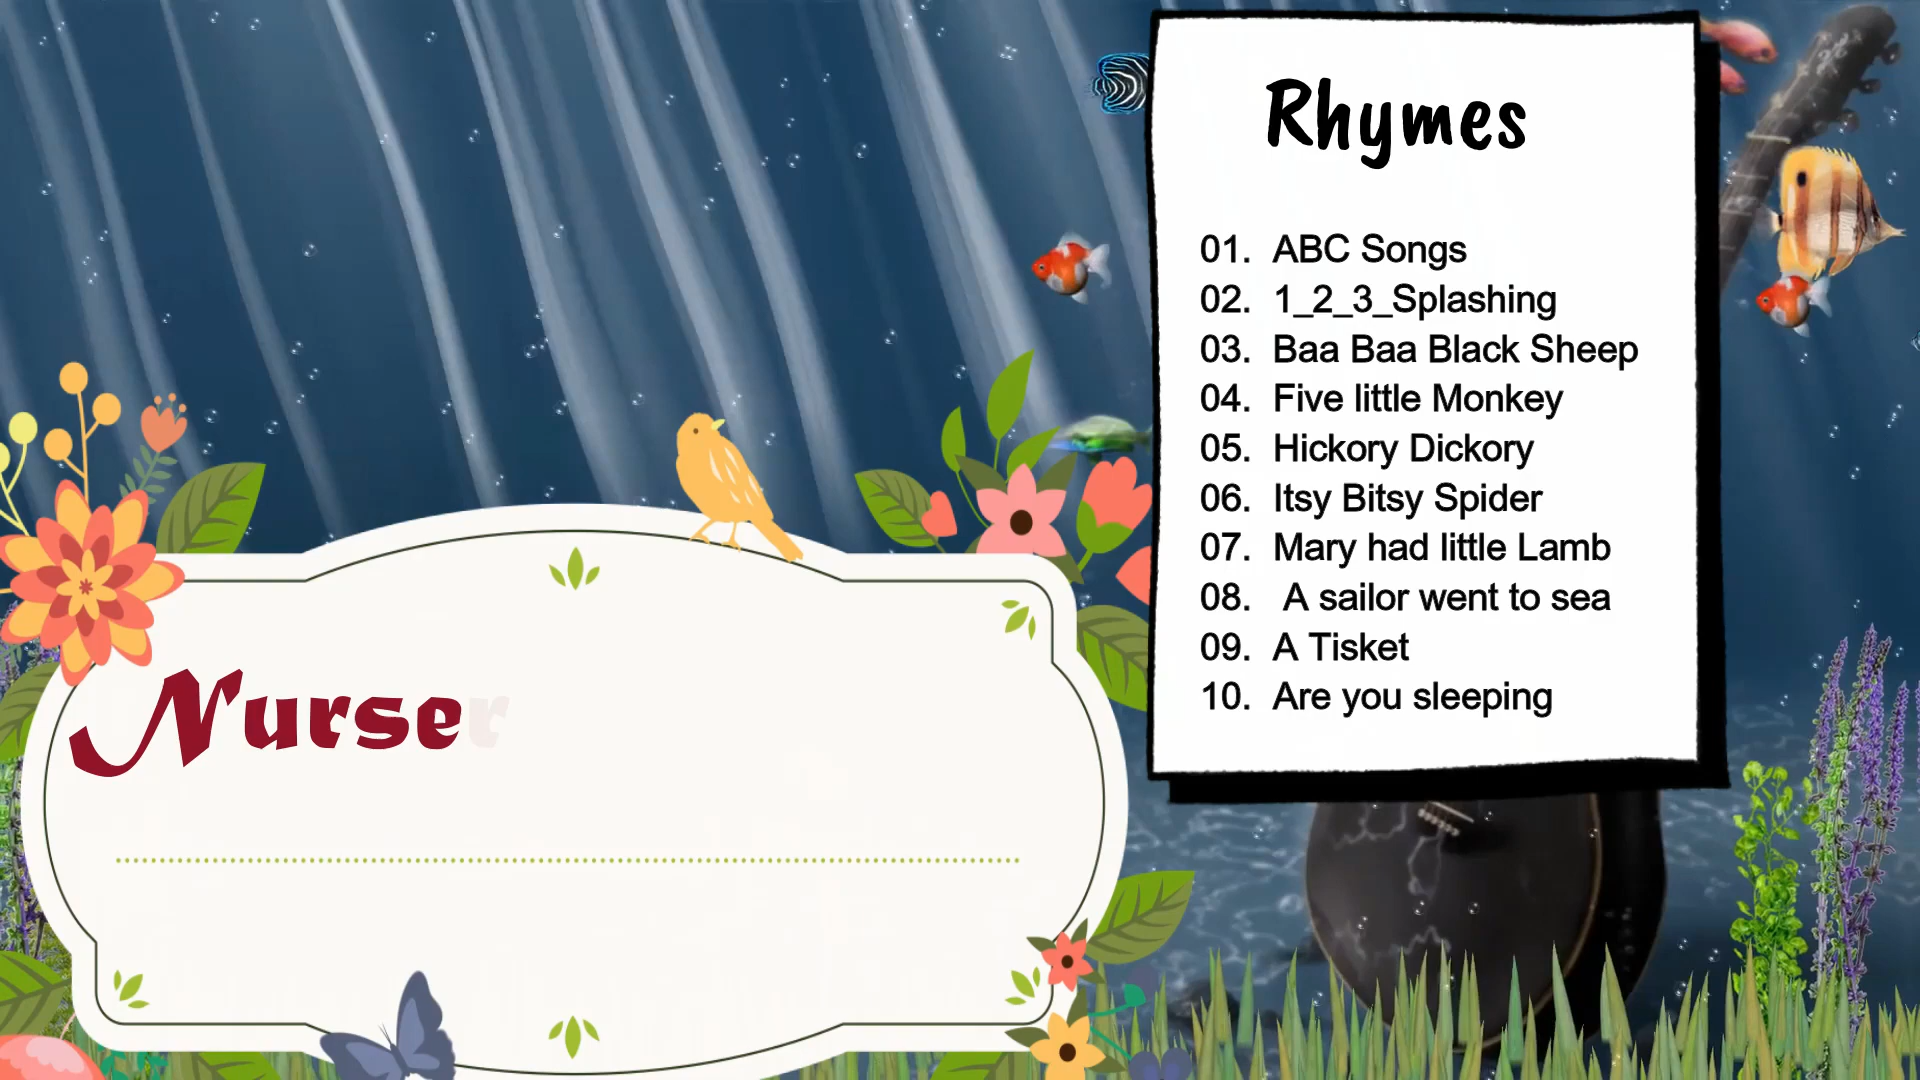 Rhymes
01. ABC Songs
02. 1_2_3_Splashing
03. Baa Baa Black Sheep
04. Five little Monkey
05. Hickory Dickory
06. Itsy Bitsy Spider
07. Mary had little Lamb
08. A sailor went to sea
09. A Tisket
10. Are you sleeping
Nurser